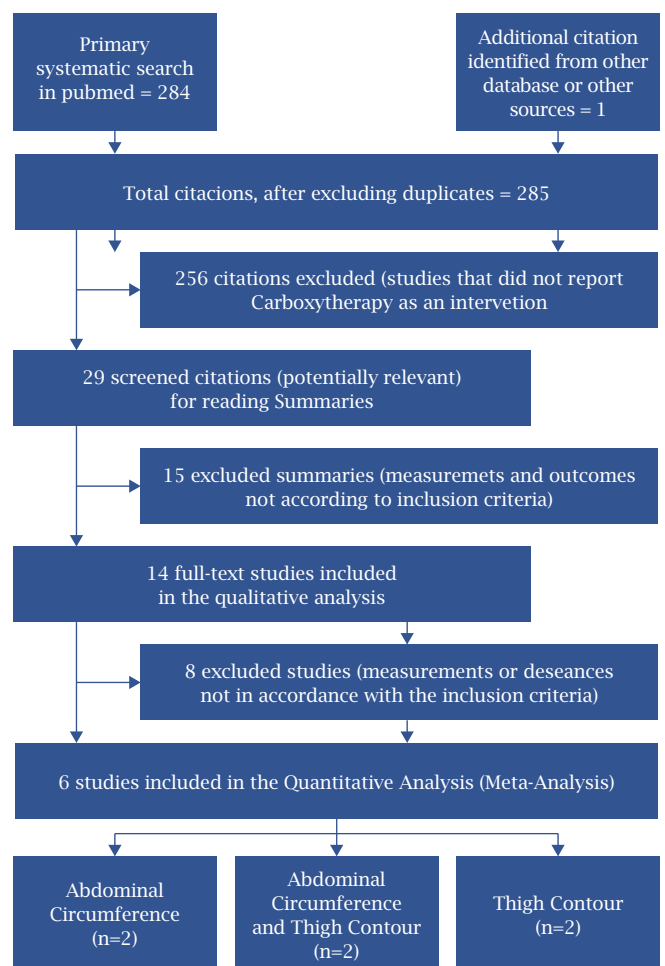 Primary
systematic search
in pubmed = 284
Additional citation
identified from other
database or other
sources = 1
Total citacions, after excluding duplicates = 285
256 citations excluded (studies that did not report
Carboxytherapy as an intervetion
29 screened citations (potentially relevant)
for reading Summaries
15 excluded summaries (measuremets and outcomes
not according to inclusion criteria)
14 full-text studies included
in the qualitative analysis
8 excluded studies (measurements or deseances
not in accordance with the inclusion criteria)
6 studies included in the Quantitative Analysis (Meta-Analysis)
Abdominal
Circumference
(n=2)
Abdominal
Circumference
and Thigh Contour
(n=2)
Thigh Contour
(n=2)